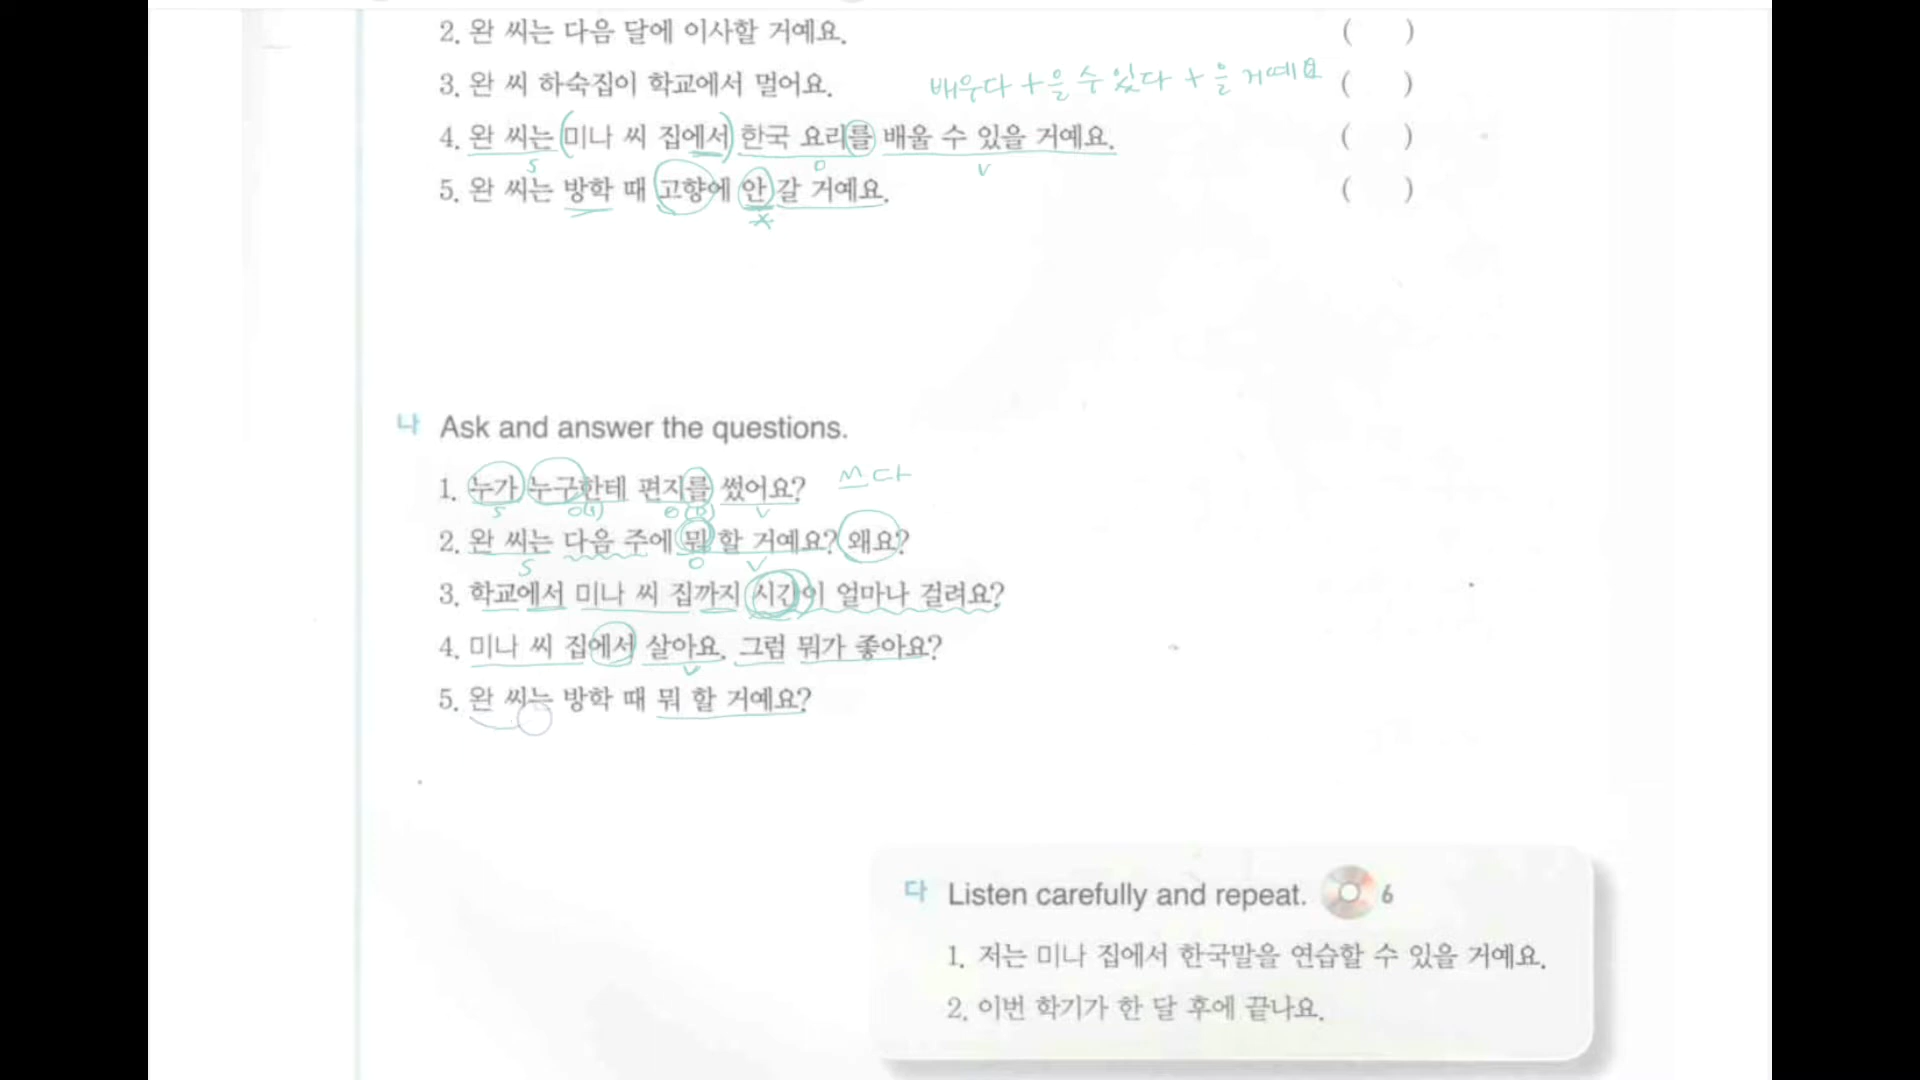 2. 완 씨는 다음 달에 이사할 거예요. ( )
3. 완 씨 하숙집이 학교에서 멀어요. ( )
배우다 + 을 수 있다 + 을 거예요
4. 완 씨는 (미나 씨 집에서) 한국 요리를 배울 수 있을 거예요. ( )
S O V
5. 완 씨는 방학 때 고향에 안 갈 거예요. ( )
나 Ask and answer the questions.
1. 누가 누구한테 편지를 썼어요? 쓰다
S O(I) O(D) V
2. 완 씨는 다음 주에 뭐 할 거예요? 왜요?
S O V
3. 학교에서 미나 씨 집까지 시간이 얼마나 걸려요?
4. 미나 씨 집에서 살아요. 그럼 뭐가 좋아요?
V
5. 완 씨는 방학 때 뭐 할 거예요?
다 Listen carefully and repeat. 6
1. 저는 미나 집에서 한국말을 연습할 수 있을 거예요.
2. 이번 학기가 한 달 후에 끝나요.